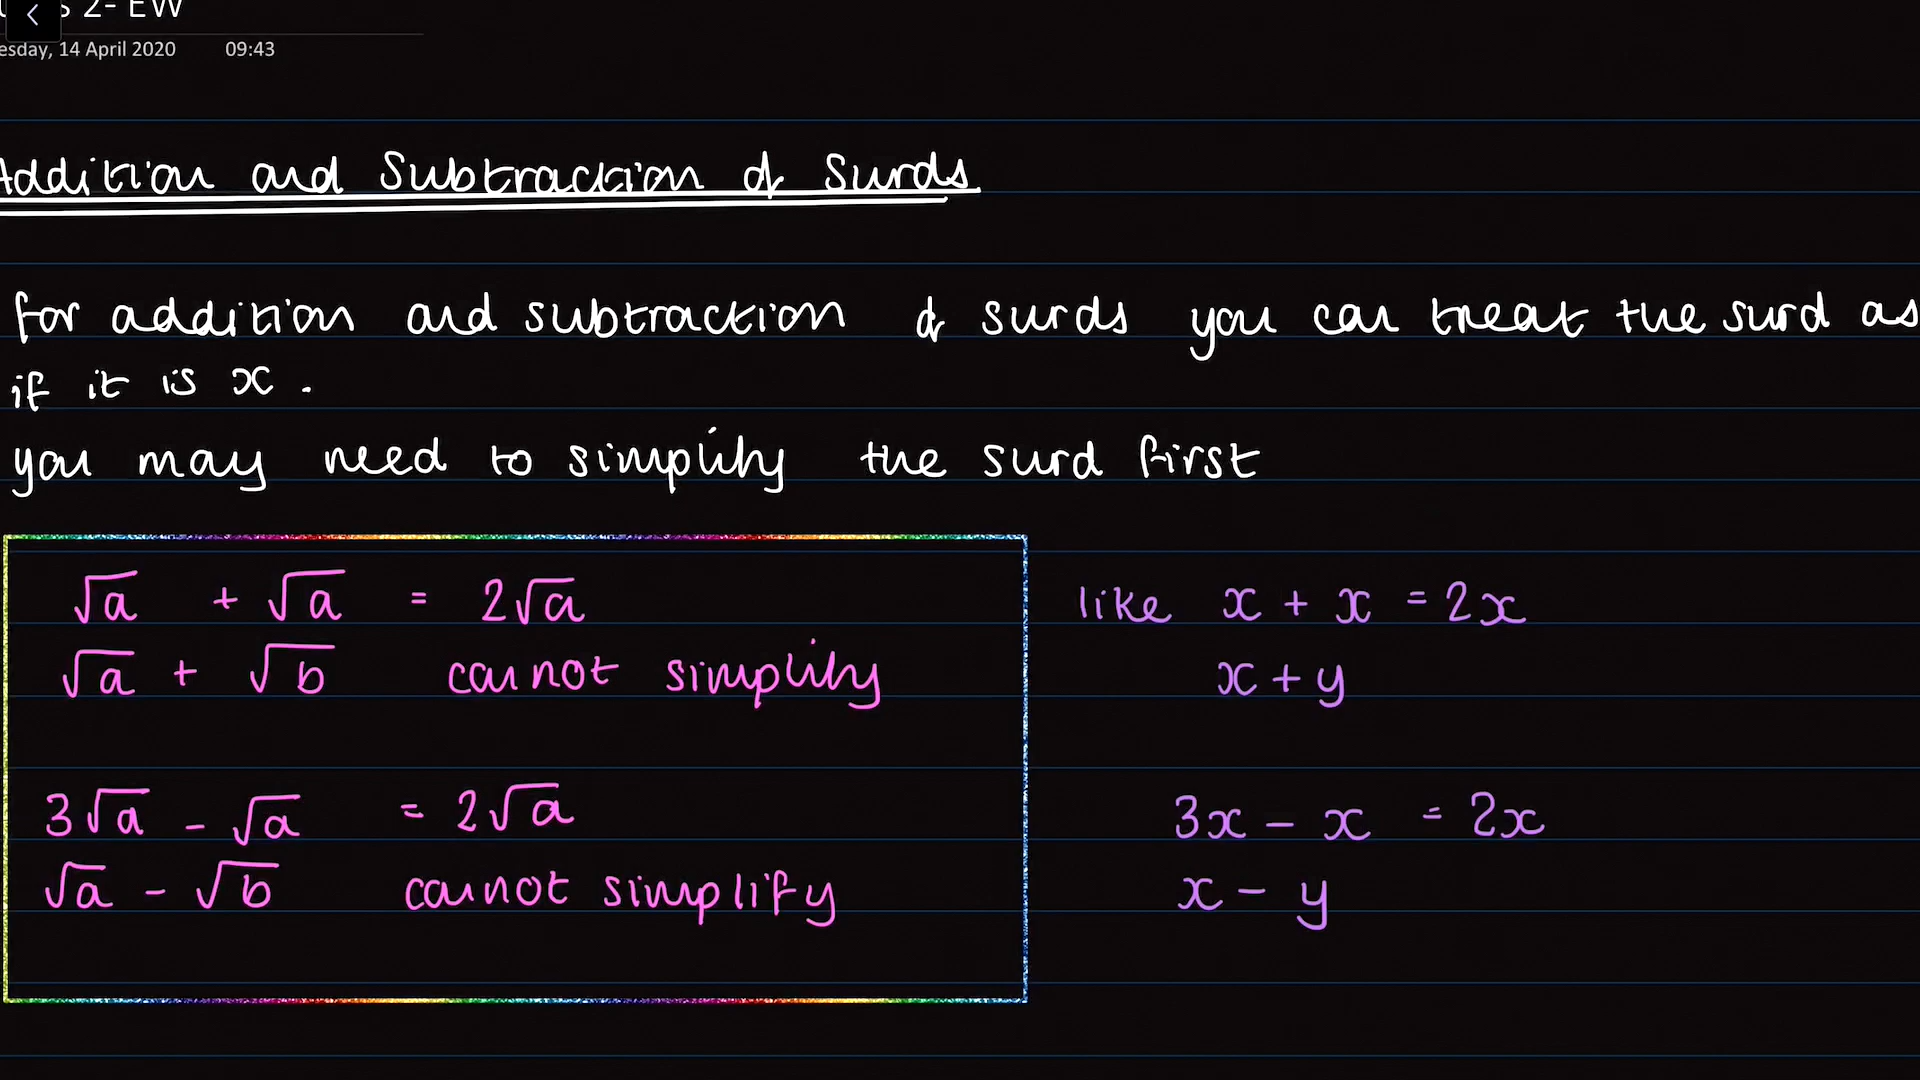 s 2- EW
esday, 14 April 2020 09:43
Addition and Subtraction of Surds
for addition and subtraction of surds you can treat the surd as
if it is x.
you may need to simplify the surd first
√a + √a = 2√a like x + x = 2x
√a + √b cannot simplify x + y
3√a - √a = 2√a 3x - x = 2x
√a - √b cannot simplify x - y